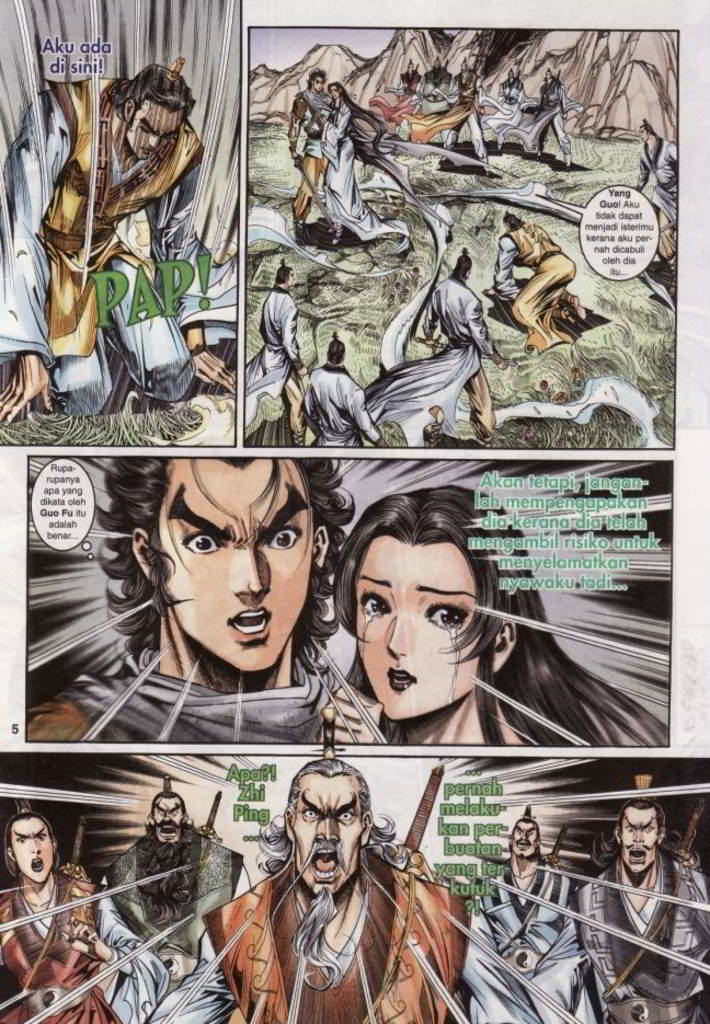 Aku ada
di sini!
PAP!
Yang
Guo! Aku
tidak dapat
menjadi isterimu
kerana aku per-
nah dicabuli
oleh dia
itu...
Rupa-
rupanya
apa yang
dikata oleh
Guo Fu itu
adalah
benar...
Akan tetapi, jangan-
lah mempengapakan
dia kerana dia telah
mengambil risiko untuk
menyelamatkan
nyawaku tadi...
5
Apa?!
Zhi
Ping
...
...
pernah
melaku-
kan per-
buatan
yang ter-
kutuk
?!